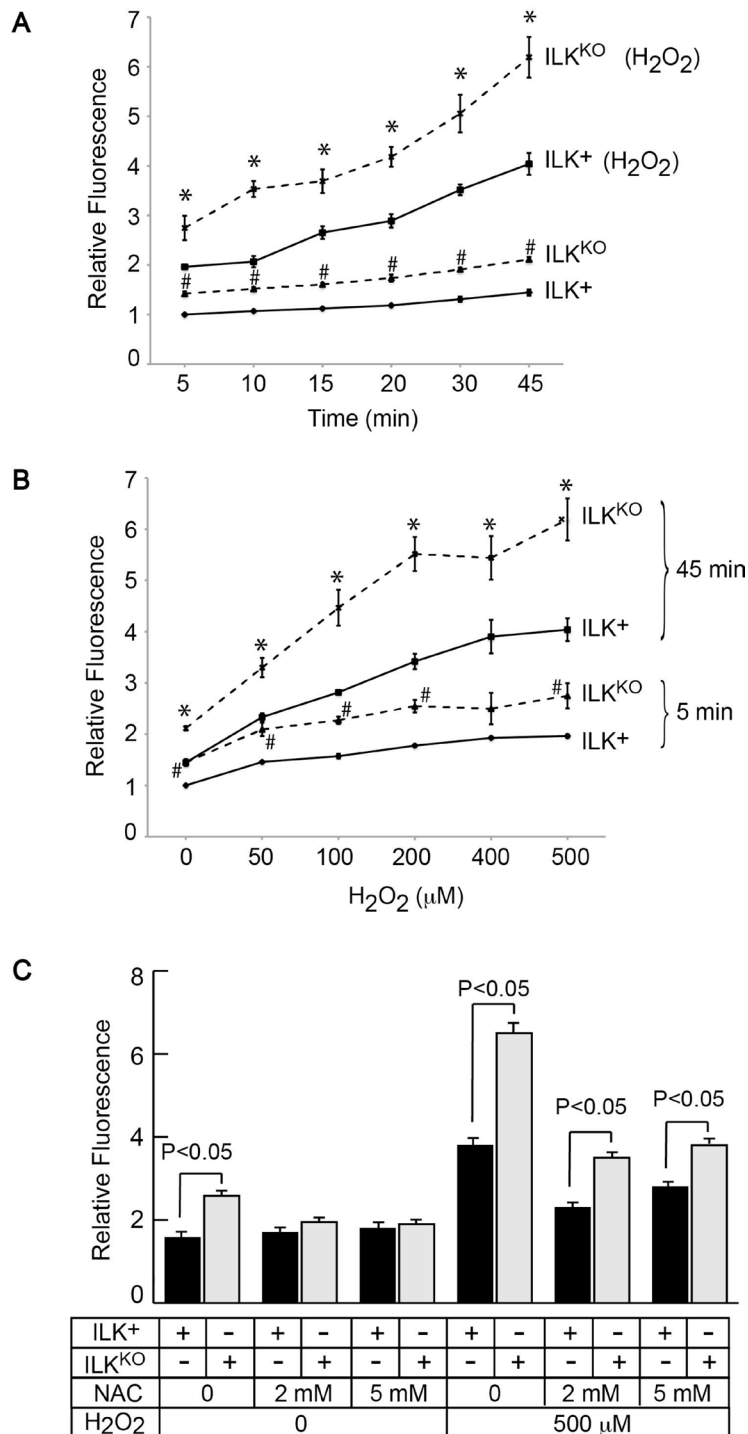 A
Relative Fluorescence
7
6
5
4
3
2
1
0
* * * * * *
# # # # # #
ILKᴷᴼ (H₂O₂)
ILK⁺ (H₂O₂)
ILKᴷᴼ
ILK⁺
5 10 15 20 30 45
Time (min)
B
Relative Fluorescence
7
6
5
4
3
2
1
0
* * * * * *
# # # # #
ILKᴷᴼ
ILK⁺
45 min
ILKᴷᴼ
ILK⁺
5 min
0 50 100 200 400 500
H₂O₂ (μM)
C
Relative Fluorescence
8
6
4
2
0
P<0.05
P<0.05
P<0.05
P<0.05
ILK⁺ + - + - + - + - + - + -
ILKᴷᴼ - + - + - + - + - + - +
NAC 0 2 mM 5 mM 0 2 mM 5 mM
H₂O₂ 0 500 μM